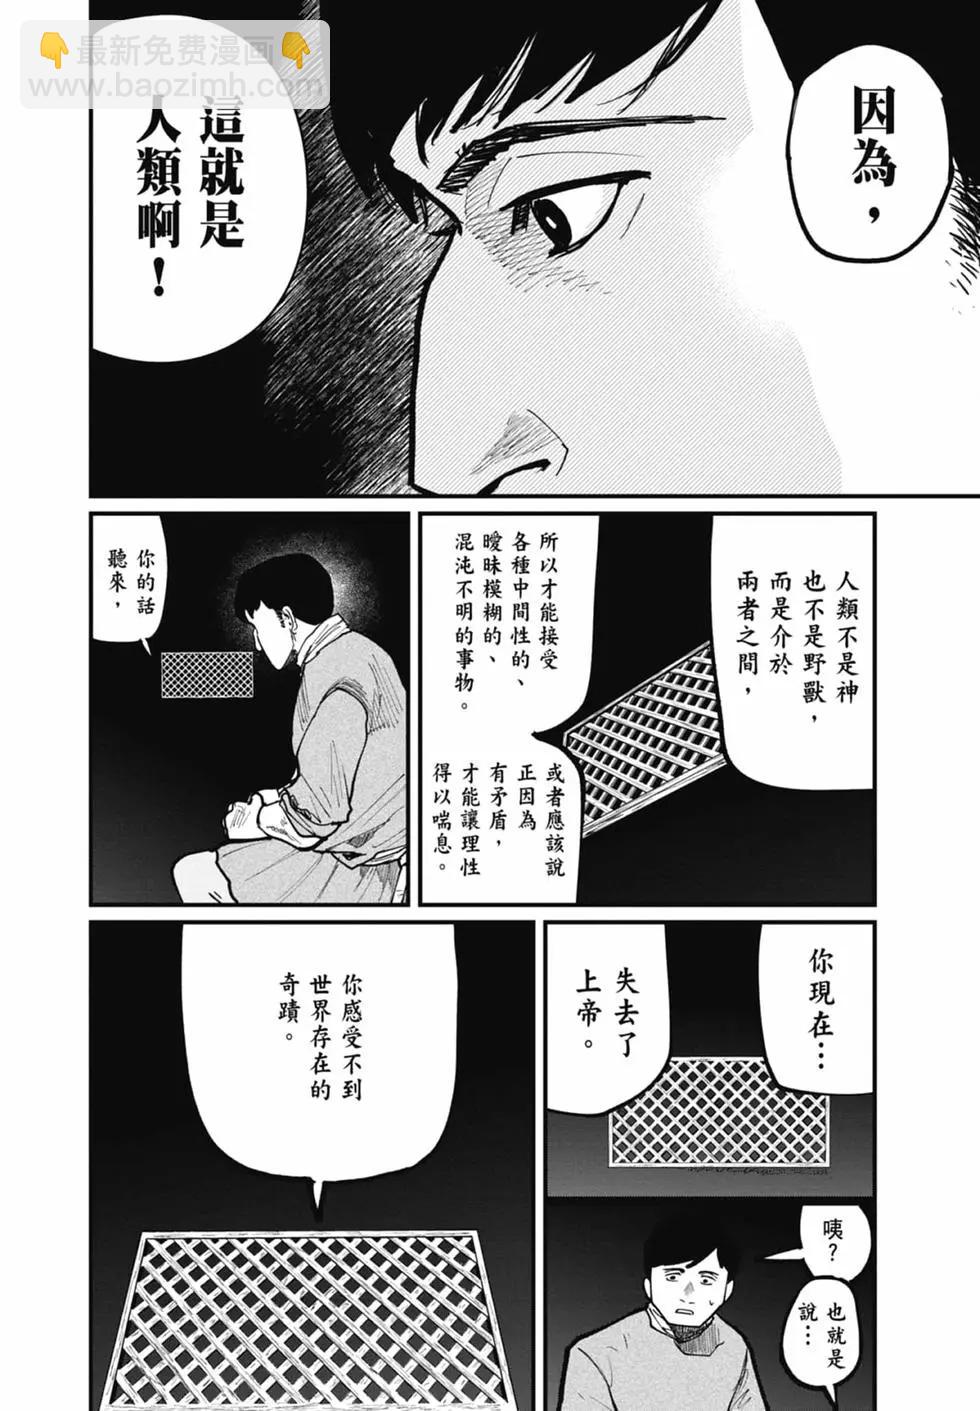 👇最新免费漫画👇
www.baozimh.com
因為，
這就是
人類啊！
人類不是神
也不是野獸，
而是介於
兩者之間，
所以才能接受
各種中間性的、
曖昧模糊的、
混沌不明的事物。
或者應該說
正因為
有矛盾，
才能讓理性
得以喘息。
你的話
聽來，
你現在…
失去了
上帝。
咦？
也就是
說…
你感受不到
世界存在的
奇蹟。